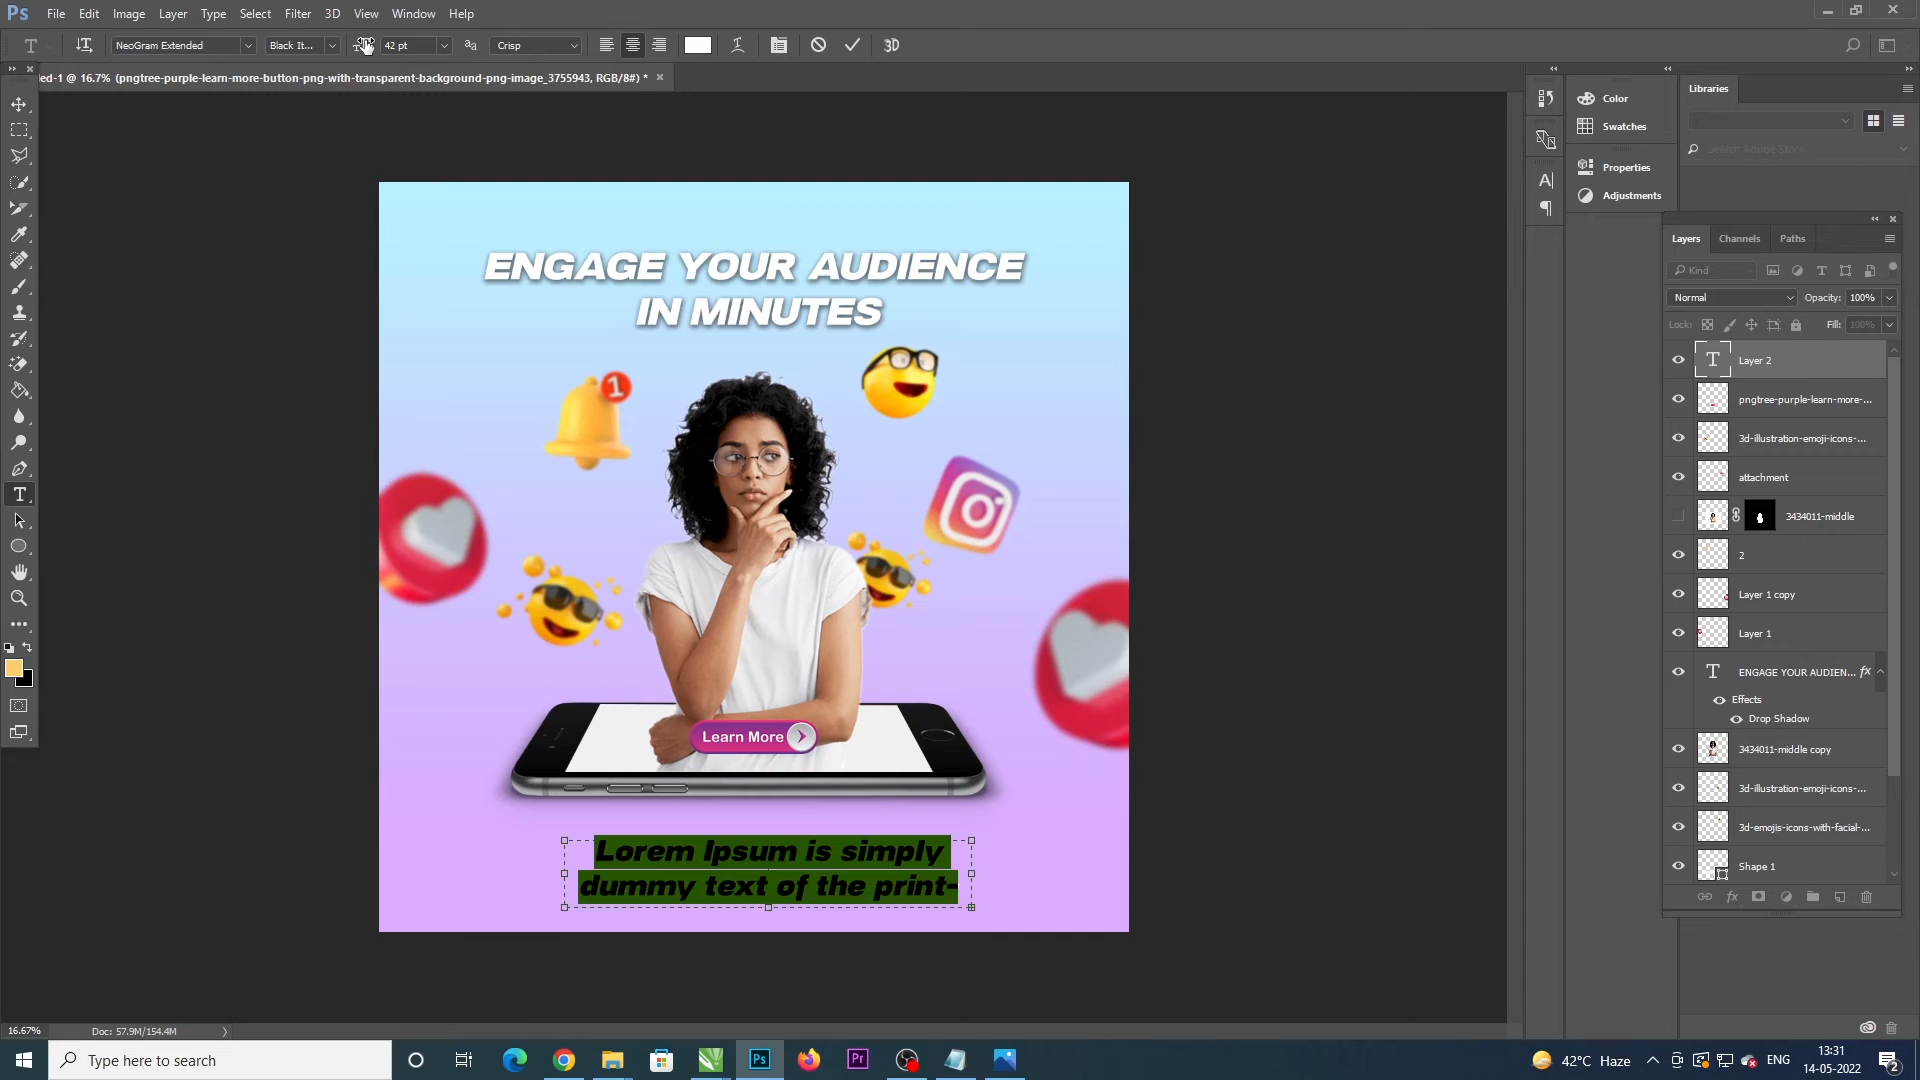 Ps File Edit Image Layer Type Select Filter 3D View Window Help
NeoGram Extended Black It... 42 pt Crisp 3D
ed-1 @ 16.7% (pngtree-purple-learn-more-button-png-with-transparent-background-png-image_3755943, RGB/8#) *
ENGAGE YOUR AUDIENCE
IN MINUTES
1
Learn More
Lorem Ipsum is simply
dummy text of the print-
Color
Swatches
Properties
Adjustments
Libraries
Search Adobe Stock
Layers Channels Paths
Kind
Normal Opacity: 100%
Lock: Fill: 100%
Layer 2
pngtree-purple-learn-more-...
3d-illustration-emoji-icons-...
attachment
3434011-middle
2
Layer 1 copy
Layer 1
ENGAGE YOUR AUDIEN... fx
Effects
Drop Shadow
3434011-middle copy
3d-illustration-emoji-icons-...
3d-emojis-icons-with-facial-...
Shape 1
fx
16.67% Doc: 57.9M/154.4M
Type here to search
Ps
Pr
42°C Haze
ENG
13:31
14-05-2022
2